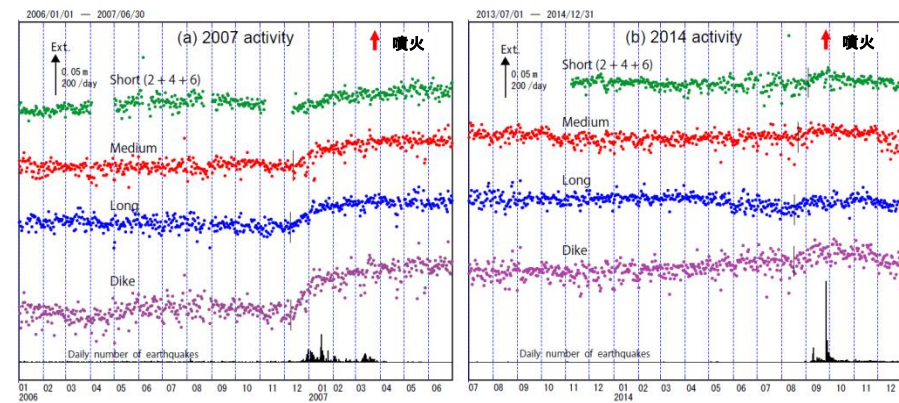 2006/01/01 — 2007/06/30
(a) 2007 activity
噴火
Ext.
0.05 m
200 /day
Short (2 + 4 + 6)
Medium
Long
Dike
Daily number of earthquakes
01 02 03 04 05 06 07 08 09 10 11 12 01 02 03 04 05 06
2006 2007
2013/07/01 — 2014/12/31
(b) 2014 activity
噴火
Ext.
0.05 m
200 /day
Short (2 + 4 + 6)
Medium
Long
Dike
Daily number of earthquakes
07 08 09 10 11 12 01 02 03 04 05 06 07 08 09 10 11 12
2014